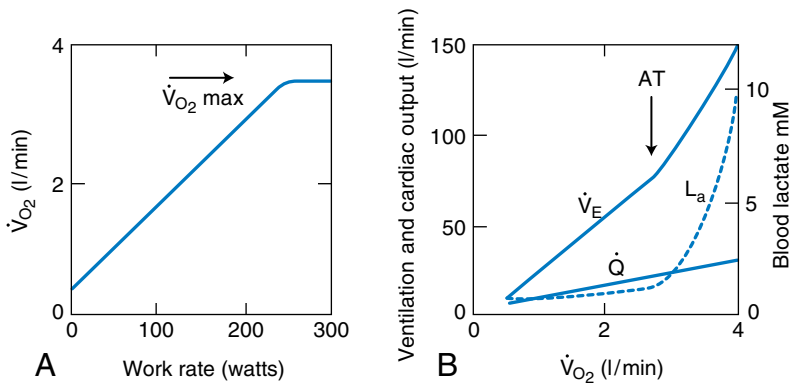 4
2
0
V̇O₂ (l/min)
V̇O₂ max
0
100
200
300
Work rate (watts)
A
150
100
50
0
Ventilation and cardiac output (l/min)
AT
V̇E
Q̇
La
10
5
0
Blood lactate mM
0
2
4
V̇O₂ (l/min)
B